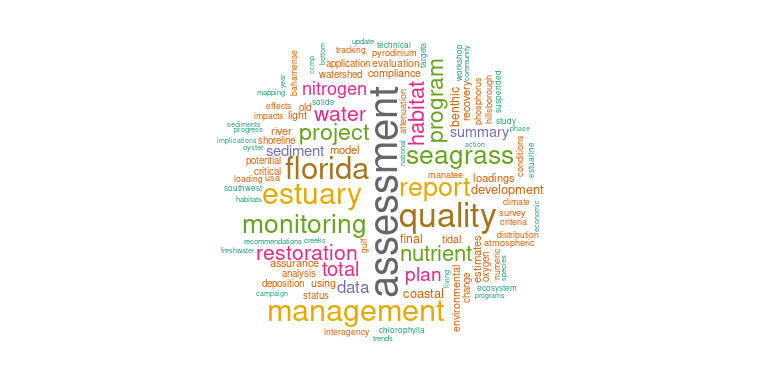 update
tracking
technical
pyrodinium
bottom
ccmp
targets
application
evaluation
watershed
compliance
workshop
community
year
bahamense
mapping
nitrogen
habitat
program
benthic
recovery
phosphorus
hillsborough
suspended
effects
old
solids
impacts
light
water
attenuation
study
sediments
progress
river
project
summary
phase
implications
shoreline
oyster
sediment
model
assessment
national
action
seagrass
conditions
estuarine
potential
critical
florida
manatee
loading
usa
loadings
southwest
estuary
report
development
habitats
climate
quality
survey
criteria
economic
monitoring
recommendations
creeks
gulf
final
tidal
distribution
atmospheric
freshwater
restoration
nutrient
estimates
oxygen
numeric
species
assurance
total
plan
analysis
living
environmental
change
deposition
using
data
coastal
ecosystem
campaign
status
programs
management
interagency
chlorophylla
trends